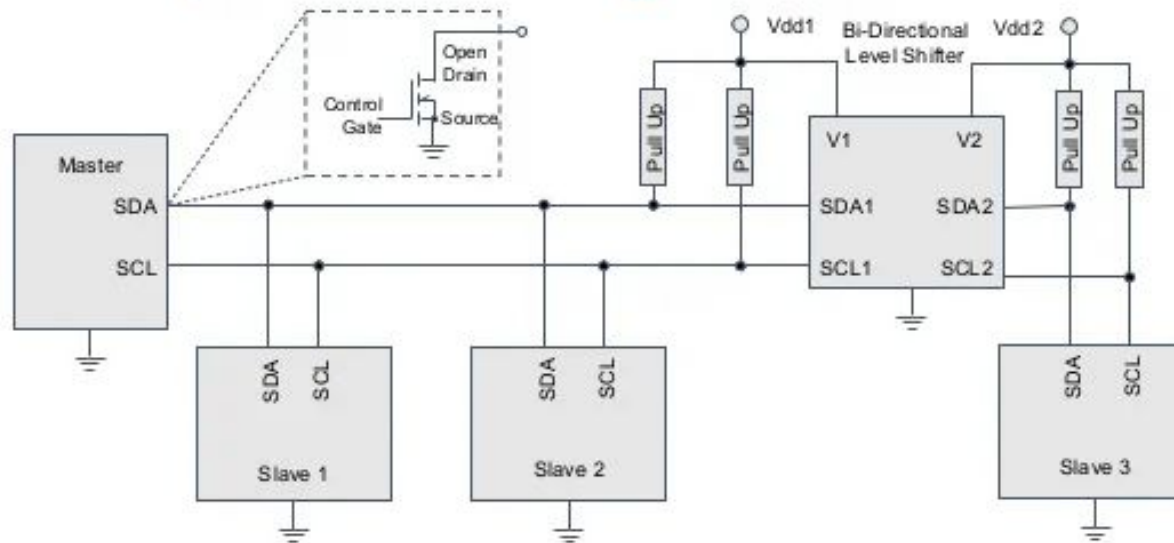 Vdd1
Bi-Directional
Level Shifter
Vdd2
Open
Drain
Control
Gate
Source
Pull Up
Pull Up
Pull Up
Pull Up
Master
SDA
SCL
V1
V2
SDA1
SDA2
SCL1
SCL2
SDA
SCL
Slave 1
SDA
SCL
Slave 2
SDA
SCL
Slave 3